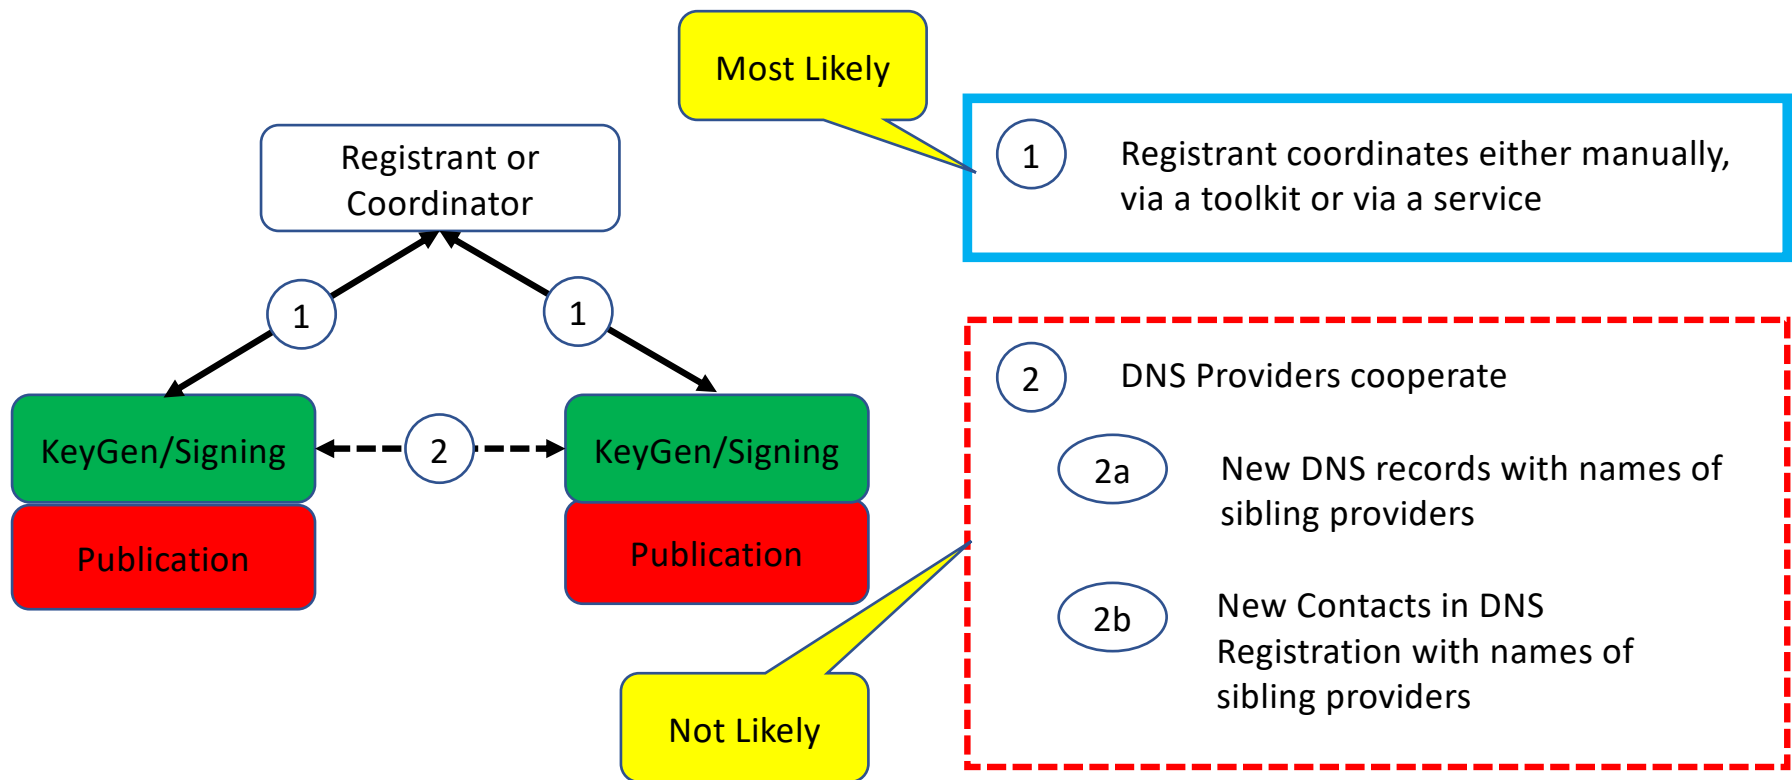 Most Likely
Registrant or
Coordinator
1
Registrant coordinates either manually,
via a toolkit or via a service
1
1
KeyGen/Signing
2
KeyGen/Signing
Publication
Publication
2
DNS Providers cooperate
2a
New DNS records with names of
sibling providers
2b
New Contacts in DNS
Registration with names of
sibling providers
Not Likely